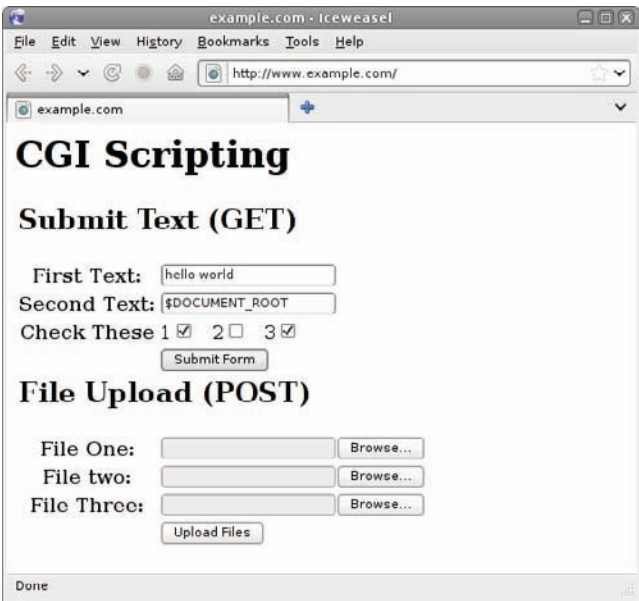 example.com - Iceweasel
File Edit View History Bookmarks Tools Help
http://www.example.com/
example.com
CGI Scripting
Submit Text (GET)
First Text: hello world
Second Text: $DOCUMENT_ROOT
Check These 1 2 3
Submit Form
File Upload (POST)
File One: Browse...
File two: Browse...
File Three: Browse...
Upload Files
Done